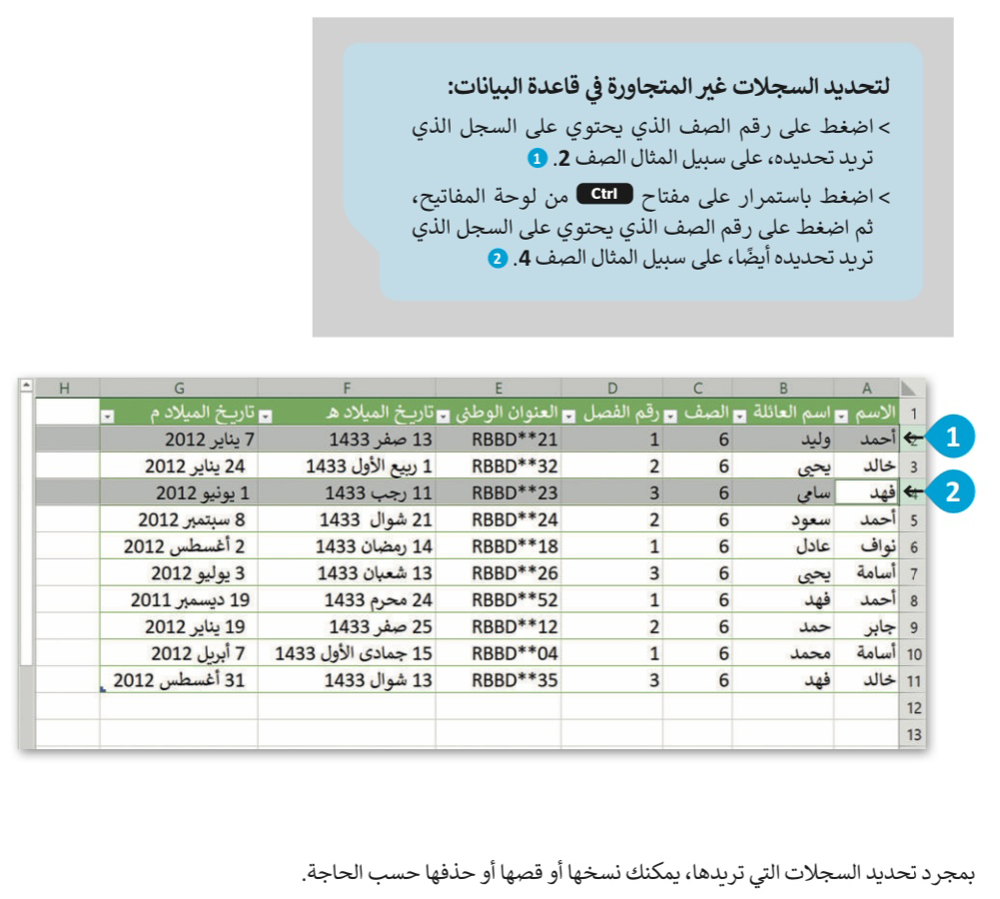 لتحديد السجلات غير المتجاورة في قاعدة البيانات:
> اضغط على رقم الصف الذي يحتوي على السجل الذي
تريد تحديده، على سبيل المثال الصف 2. 1
> اضغط باستمرار على مفتاح Ctrl من لوحة المفاتيح،
ثم اضغط على رقم الصف الذي يحتوي على السجل الذي
تريد تحديده أيضًا، على سبيل المثال الصف 4. 2
A B C D E F G H
1 الاسم اسم العائلة الصف رقم الفصل العنوان الوطني تاريخ الميلاد هـ تاريخ الميلاد م
1 2 أحمد وليد 6 1 RBBD**21 13 صفر 1433 7 يناير 2012
3 خالد يحيى 6 2 RBBD**32 1 ربيع الأول 1433 24 يناير 2012
2 4 فهد سامي 6 3 RBBD**23 11 رجب 1433 1 يونيو 2012
5 أحمد سعود 6 2 RBBD**24 21 شوال 1433 8 سبتمبر 2012
6 نواف عادل 6 1 RBBD**18 14 رمضان 1433 2 أغسطس 2012
7 أسامة يحيى 6 3 RBBD**26 13 شعبان 1433 3 يوليو 2012
8 أحمد فهد 6 1 RBBD**52 24 محرم 1433 19 ديسمبر 2011
9 جابر حمد 6 2 RBBD**12 25 صفر 1433 19 يناير 2012
10 أسامة محمد 6 1 RBBD**04 15 جمادى الأول 1433 7 أبريل 2012
11 خالد فهد 6 3 RBBD**35 13 شوال 1433 31 أغسطس 2012
12
13
بمجرد تحديد السجلات التي تريدها، يمكنك نسخها أو قصها أو حذفها حسب الحاجة.